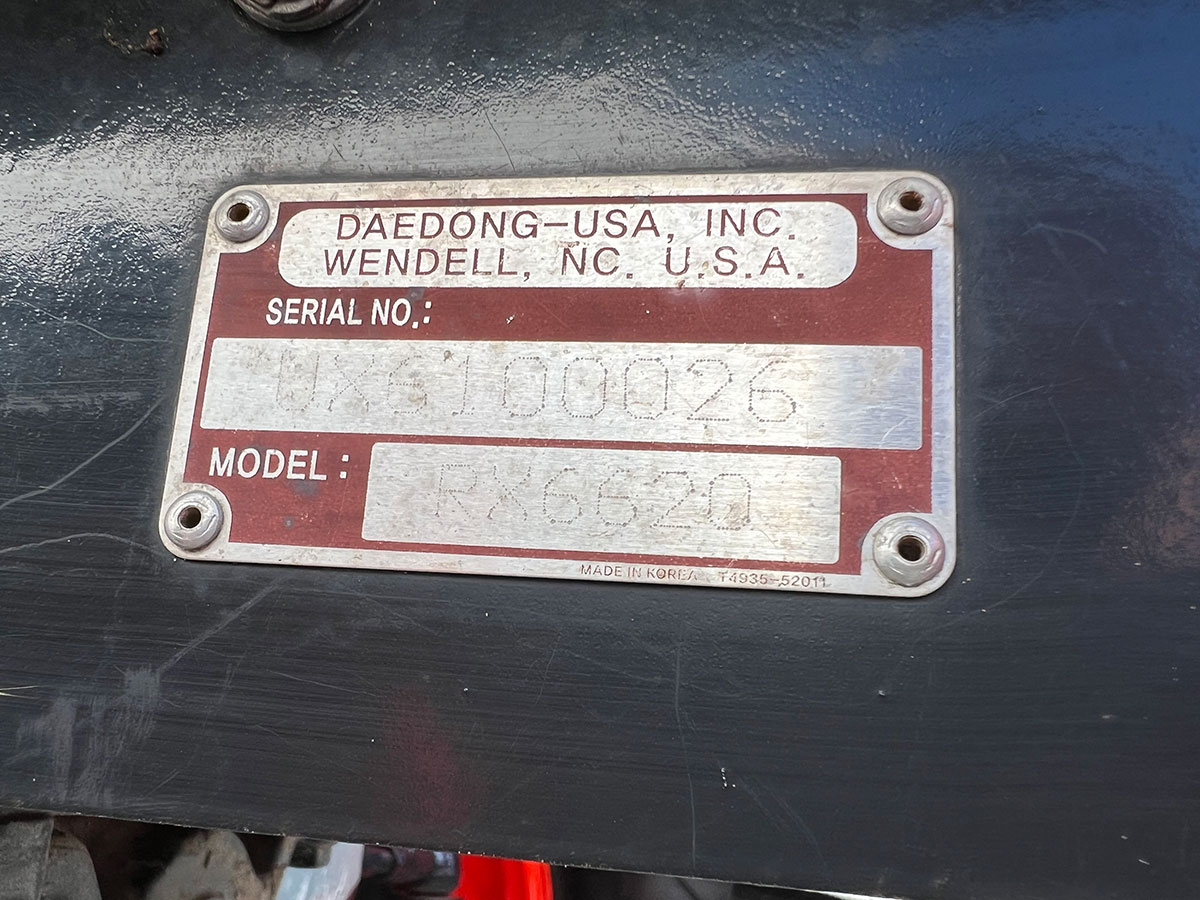 DAEDONG-USA, INC.
WENDELL, NC. U.S.A.
SERIAL NO.:
UX6100026
MODEL: RX6620
MADE IN KOREA T4935-52011